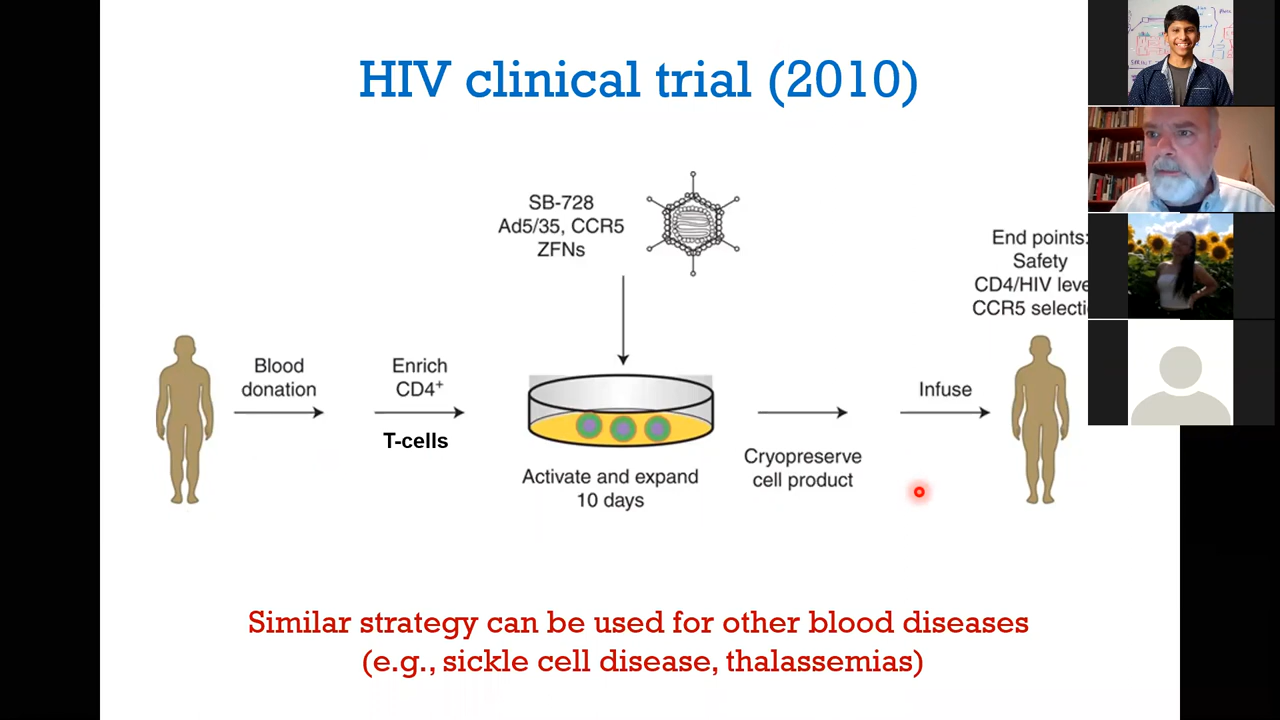 HIV clinical trial (2010)
SB-728
Ad5/35, CCR5
ZFNs
End points:
Safety
CD4/HIV leve
CCR5 selecti
Blood
donation
Enrich
CD4⁺
T-cells
Activate and expand
10 days
Cryopreserve
cell product
Infuse
Similar strategy can be used for other blood diseases
(e.g., sickle cell disease, thalassemias)